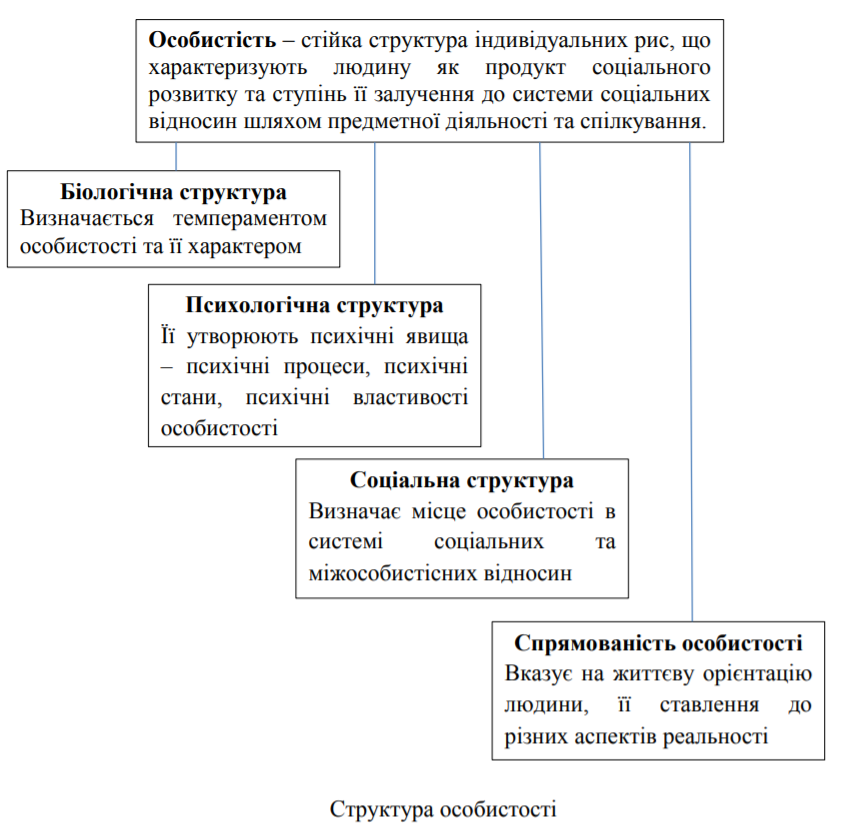 Особистість – стійка структура індивідуальних рис, що
характеризують людину як продукт соціального
розвитку та ступінь її залучення до системи соціальних
відносин шляхом предметної діяльності та спілкування.
Біологічна структура
Визначається темпераментом
особистості та її характером
Психологічна структура
Її утворюють психічні явища
– психічні процеси, психічні
стани, психічні властивості
особистості
Соціальна структура
Визначає місце особистості в
системі соціальних та
міжособистісних відносин
Спрямованість особистості
Вказує на життєву орієнтацію
людини, її ставлення до
різних аспектів реальності
Структура особистості